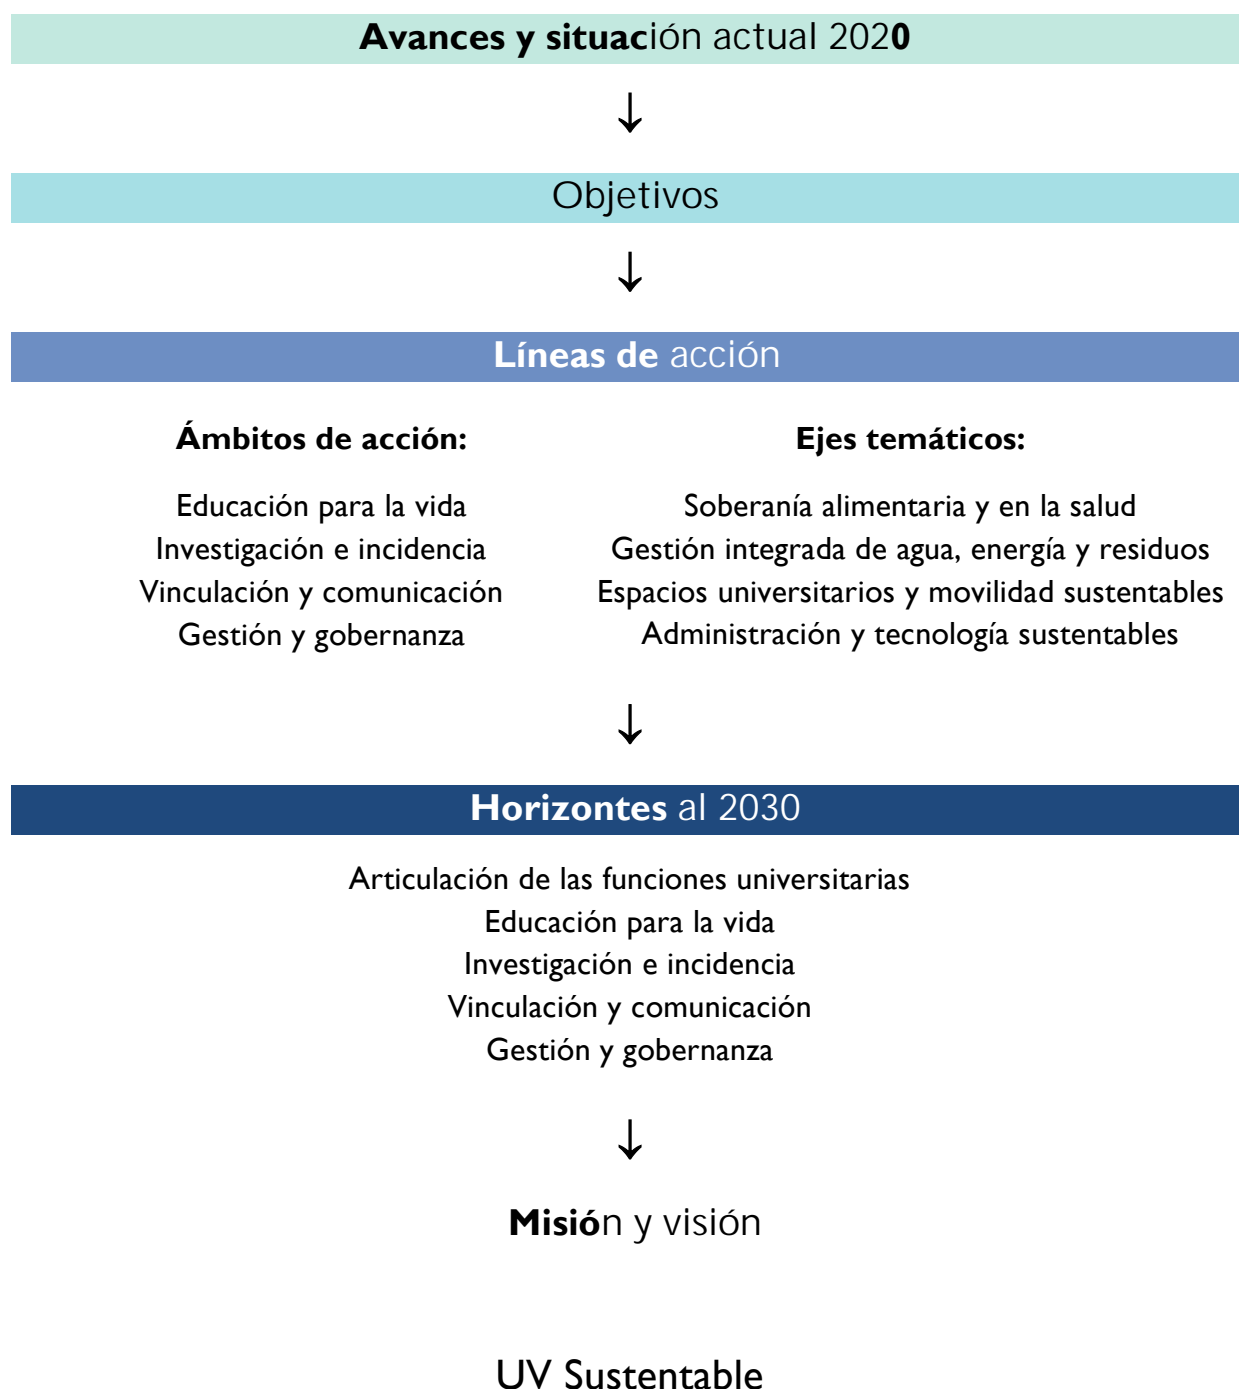 Avances y situación actual 2020
↓
Objetivos
↓
Líneas de acción
Ámbitos de acción:
Educación para la vida
Investigación e incidencia
Vinculación y comunicación
Gestión y gobernanza
Ejes temáticos:
Soberanía alimentaria y en la salud
Gestión integrada de agua, energía y residuos
Espacios universitarios y movilidad sustentables
Administración y tecnología sustentables
↓
Horizontes al 2030
Articulación de las funciones universitarias
Educación para la vida
Investigación e incidencia
Vinculación y comunicación
Gestión y gobernanza
↓
Misión y visión
UV Sustentable